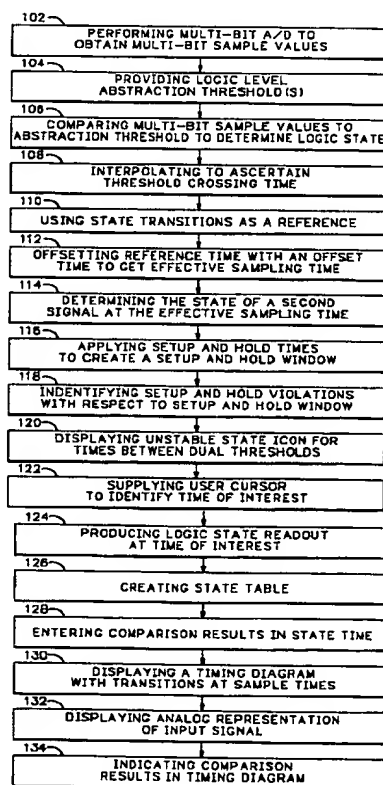 102
PERFORMING MULTI-BIT A/D TO
OBTAIN MULTI-BIT SAMPLE VALUES
104
PROVIDING LOGIC LEVEL
ABSTRACTION THRESHOLD(S)
106
COMPARING MULTI-BIT SAMPLE VALUES TO
ABSTRACTION THRESHOLD TO DETERMINE LOGIC STATE
108
INTERPOLATING TO ASCERTAIN
THRESHOLD CROSSING TIME
110
USING STATE TRANSITIONS AS A REFERENCE
112
OFFSETTING REFERENCE TIME WITH AN OFFSET
TIME TO GET EFFECTIVE SAMPLING TIME
114
DETERMINING THE STATE OF A SECOND
SIGNAL AT THE EFFECTIVE SAMPLING TIME
116
APPLYING SETUP AND HOLD TIMES
TO CREATE A SETUP AND HOLD WINDOW
118
INDENTIFYING SETUP AND HOLD VIOLATIONS
WITH RESPECT TO SETUP AND HOLD WINDOW
120
DISPLAYING UNSTABLE STATE ICON FOR
TIMES BETWEEN DUAL THRESHOLDS
122
SUPPLYING USER CURSOR
TO IDENTIFY TIME OF INTEREST
124
PRODUCING LOGIC STATE READOUT
AT TIME OF INTEREST
126
CREATING STATE TABLE
128
ENTERING COMPARISON RESULTS IN STATE TIME
130
DISPLAYING A TIMING DIAGRAM
WITH TRANSITIONS AT SAMPLE TIMES
132
DISPLAYING ANALOG REPRESENTATION
OF INPUT SIGNAL
134
INDICATING COMPARISON
RESULTS IN TIMING DIAGRAM